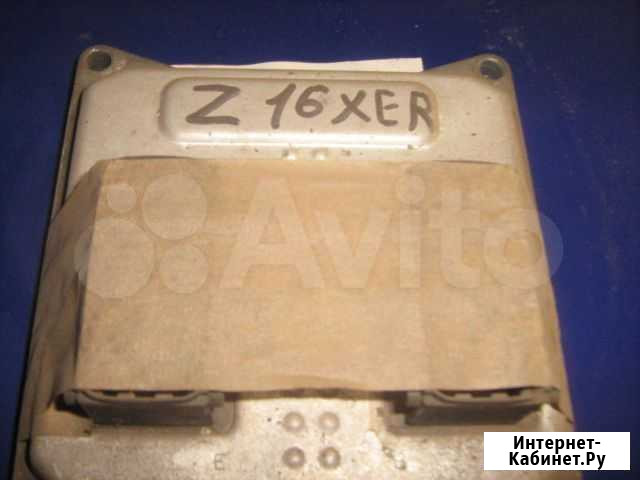 Z 16XER
Avito
E
Интернет-
Кабинет.Ру